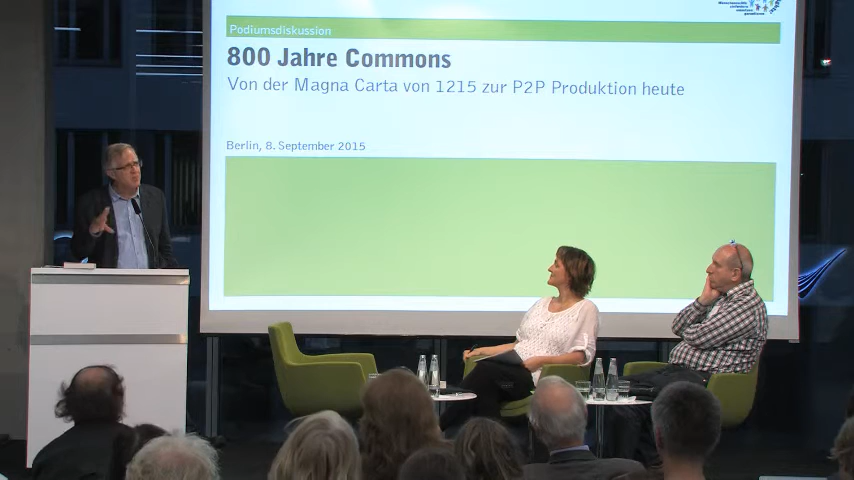 Podiumsdiskussion
800 Jahre Commons
Von der Magna Carta von 1215 zur P2P Produktion heute
Berlin, 8. September 2015